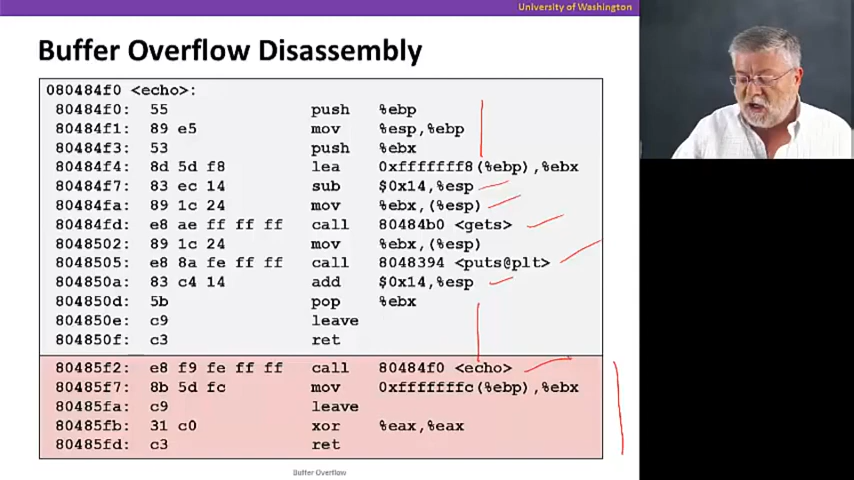 University of Washington
Buffer Overflow Disassembly
080484f0 <echo>:
80484f0: 55 push %ebp
80484f1: 89 e5 mov %esp,%ebp
80484f3: 53 push %ebx
80484f4: 8d 5d f8 lea 0xfffffff8(%ebp),%ebx
80484f7: 83 ec 14 sub $0x14,%esp
80484fa: 89 1c 24 mov %ebx,(%esp)
80484fd: e8 ae ff ff ff call 80484b0 <gets>
8048502: 89 1c 24 mov %ebx,(%esp)
8048505: e8 8a fe ff ff call 8048394 <puts@plt>
804850a: 83 c4 14 add $0x14,%esp
804850d: 5b pop %ebx
804850e: c9 leave
804850f: c3 ret
80485f2: e8 f9 fe ff ff call 80484f0 <echo>
80485f7: 8b 5d fc mov 0xfffffffc(%ebp),%ebx
80485fa: c9 leave
80485fb: 31 c0 xor %eax,%eax
80485fd: c3 ret
Buffer Overflow